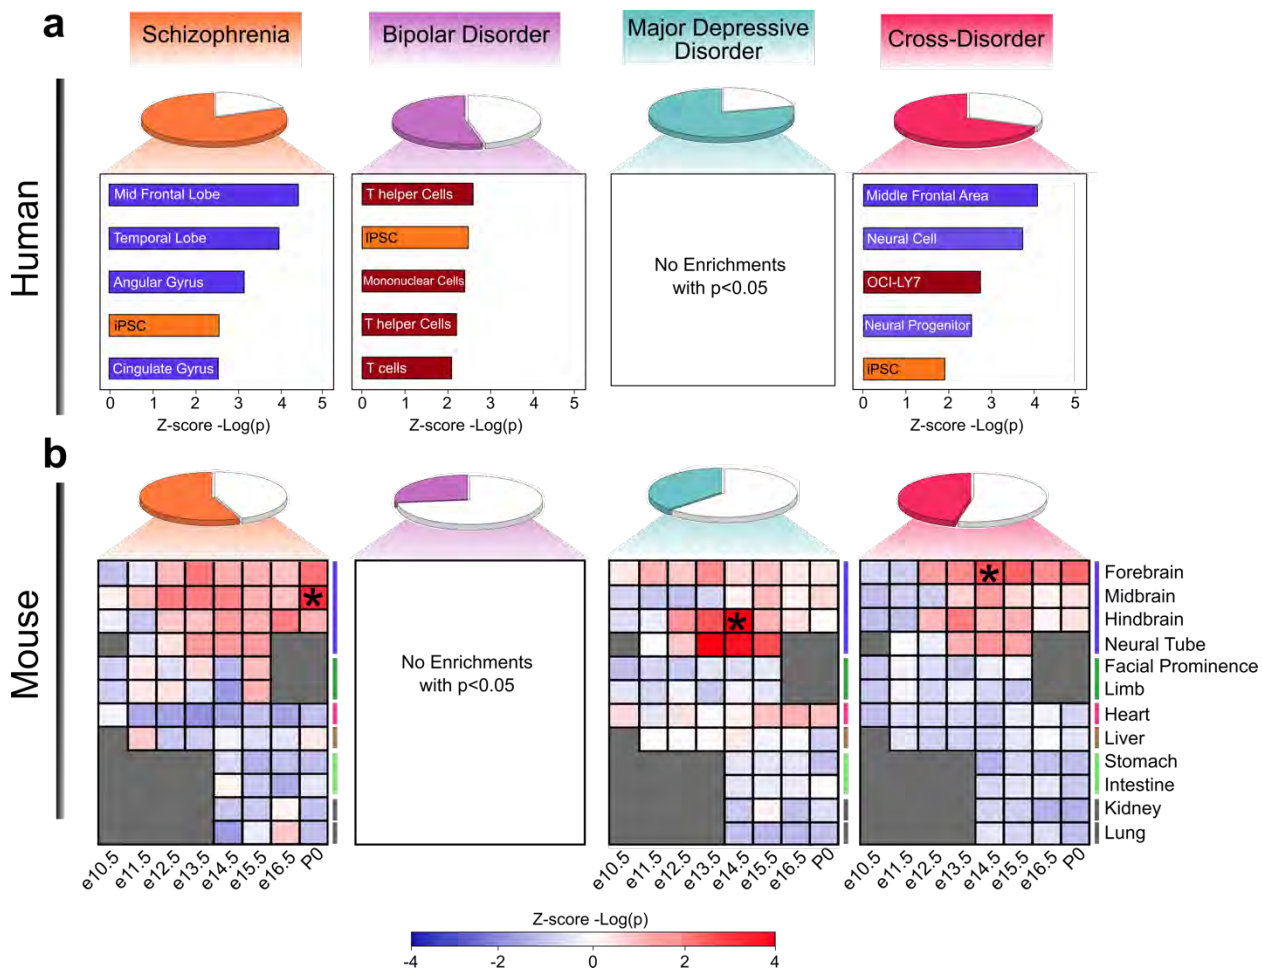 a
Schizophrenia
Bipolar Disorder
Major Depressive
Disorder
Cross-Disorder
Human
Mid Frontal Lobe
Temporal Lobe
Angular Gyrus
iPSC
Cingulate Gyrus
0 1 2 3 4 5
Z-score -Log(p)
T helper Cells
iPSC
Mononuclear Cells
T helper Cells
T cells
0 1 2 3 4 5
Z-score -Log(p)
No Enrichments
with p<0.05
Middle Frontal Area
Neural Cell
OCI-LY7
Neural Progenitor
iPSC
0 1 2 3 4 5
Z-score -Log(p)
b
Mouse
*
No Enrichments
with p<0.05
*
*
Forebrain
Midbrain
Hindbrain
Neural Tube
Facial Prominence
Limb
Heart
Liver
Stomach
Intestine
Kidney
Lung
e10.5 e11.5 e12.5 e13.5 e14.5 e15.5 e16.5 P0
e10.5 e11.5 e12.5 e13.5 e14.5 e15.5 e16.5 P0
e10.5 e11.5 e12.5 e13.5 e14.5 e15.5 e16.5 P0
Z-score -Log(p)
-4 -2 0 2 4